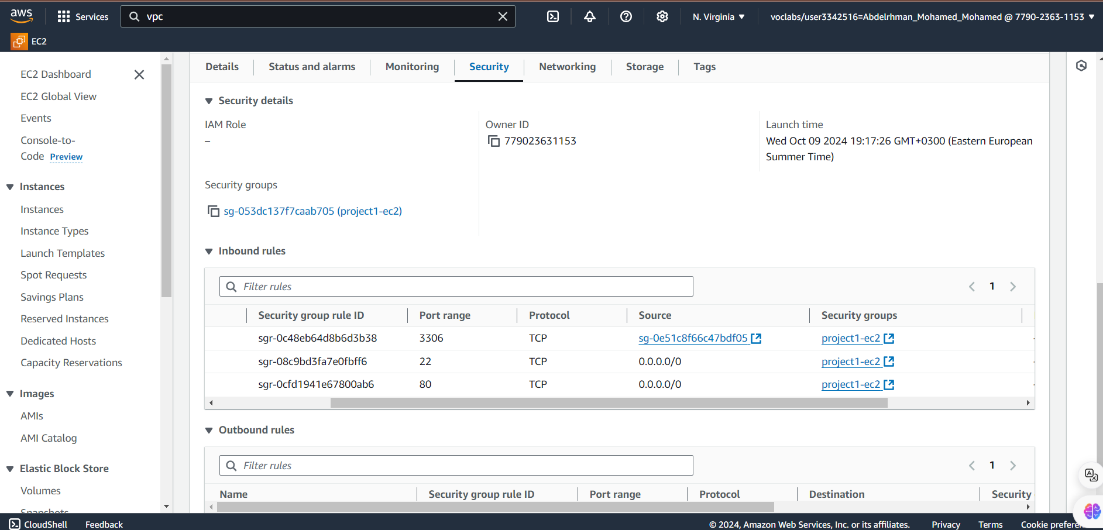 aws
Services
vpc
N. Virginia
voclabs/user3342516=Abdelrhman_Mohamed_Mohamed @ 7790-2363-1153
EC2
EC2 Dashboard
EC2 Global View
Events
Console-to-
Code Preview
Instances
Instances
Instance Types
Launch Templates
Spot Requests
Savings Plans
Reserved Instances
Dedicated Hosts
Capacity Reservations
Images
AMIs
AMI Catalog
Elastic Block Store
Volumes
Snapshots
Details Status and alarms Monitoring Security Networking Storage Tags
Security details
IAM Role
–
Owner ID
779023631153
Launch time
Wed Oct 09 2024 19:17:26 GMT+0300 (Eastern European
Summer Time)
Security groups
sg-053dc137f7caab705 (project1-ec2)
Inbound rules
Filter rules
1
Security group rule ID Port range Protocol Source Security groups
sgr-0c48eb64d8b6d3b38 3306 TCP sg-0e51c8f66c47bdf05 project1-ec2
sgr-08c9bd3fa7e0fbff6 22 TCP 0.0.0.0/0 project1-ec2
sgr-0cfd1941e67800ab6 80 TCP 0.0.0.0/0 project1-ec2
Outbound rules
Filter rules
1
Name Security group rule ID Port range Protocol Destination Security
CloudShell Feedback
© 2024, Amazon Web Services, Inc. or its affiliates. Privacy Terms Cookie prefere